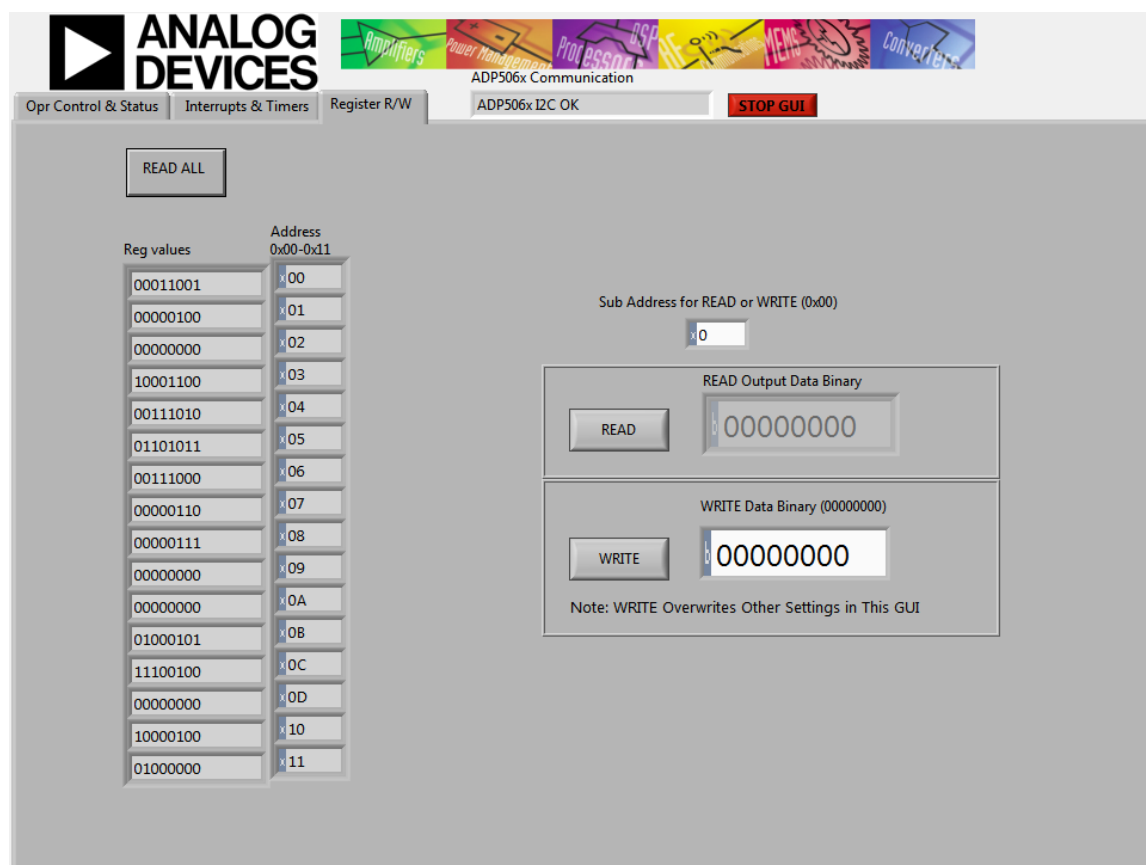 ANALOG
DEVICES
Amplifiers Power Management Processor DSP RF MEMS Converters
ADP506x Communication
Opr Control & Status Interrupts & Timers Register R/W ADP506x I2C OK STOP GUI
READ ALL
Address
Reg values 0x00-0x11
00011001 x 00
00000100 x 01
00000000 x 02
10001100 x 03
00111010 x 04
01101011 x 05
00111000 x 06
00000110 x 07
00000111 x 08
00000000 x 09
00000000 x 0A
01000101 x 0B
11100100 x 0C
00000000 x 0D
10000100 x 10
01000000 x 11
Sub Address for READ or WRITE (0x00)
x 0
READ Output Data Binary
READ b 00000000
WRITE Data Binary (00000000)
WRITE b 00000000
Note: WRITE Overwrites Other Settings in This GUI